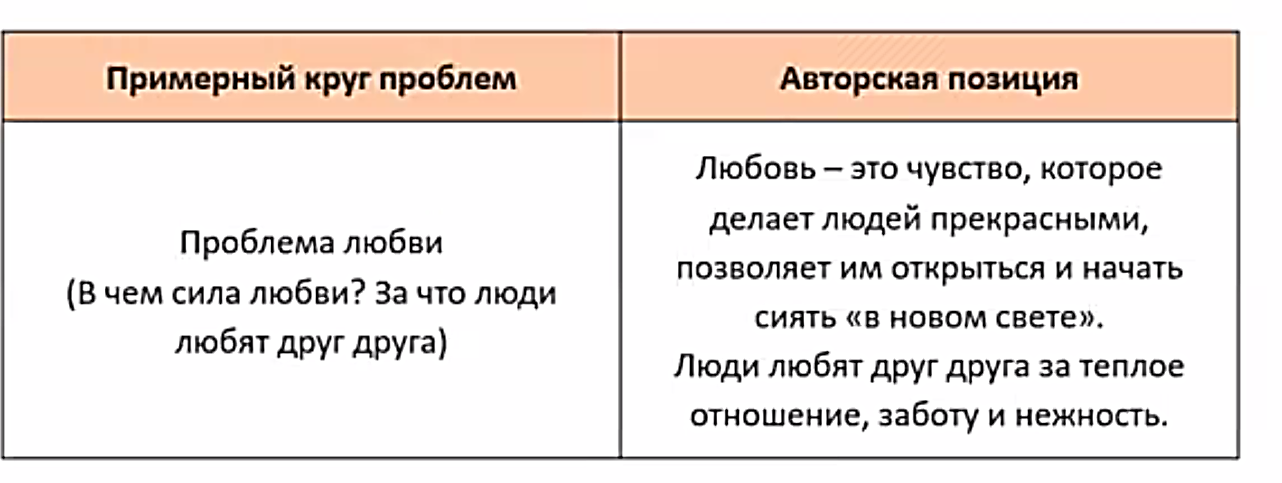 Примерный круг проблем
Авторская позиция
Проблема любви
(В чем сила любви? За что люди
любят друг друга)
Любовь – это чувство, которое
делает людей прекрасными,
позволяет им открыться и начать
сиять «в новом свете».
Люди любят друг друга за теплое
отношение, заботу и нежность.